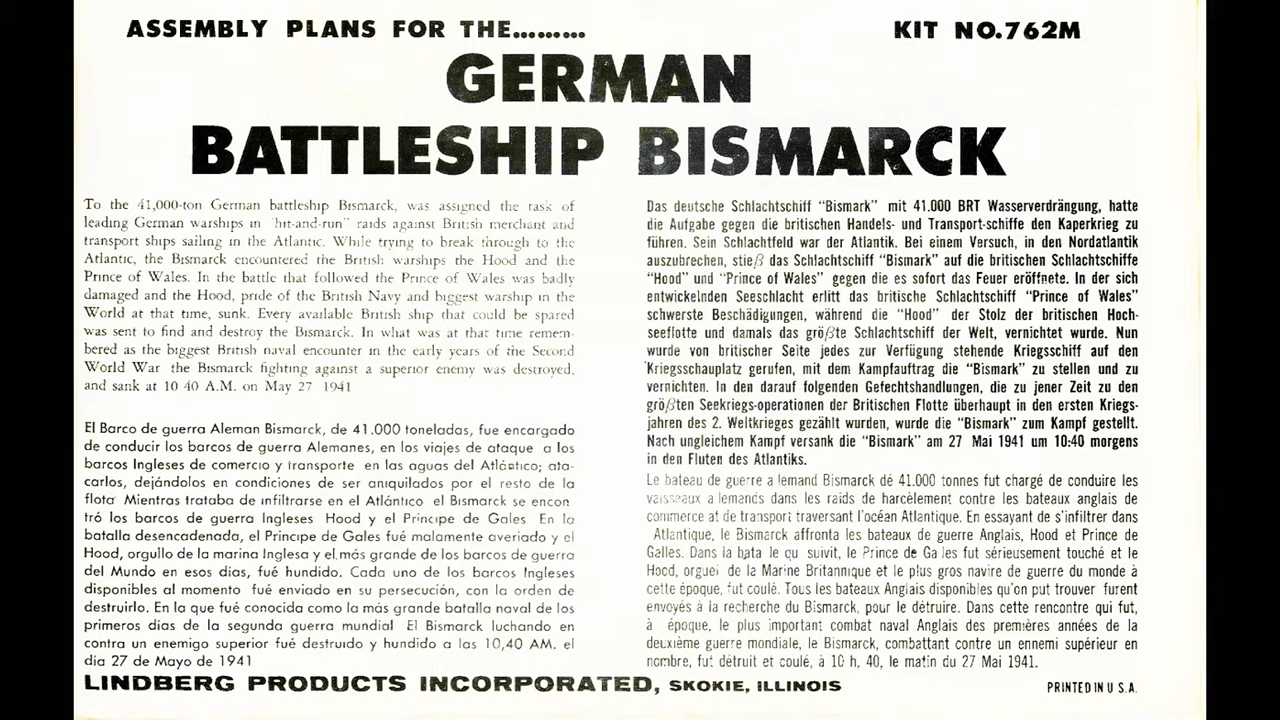 ASSEMBLY PLANS FOR THE.........
KIT NO.762M
GERMAN
BATTLESHIP BISMARCK
To the 41,000-ton German battleship Bismarck, was assigned the task of
leading German warships in "hit-and-run" raids against British merchant and
transport ships sailing in the Atlantic. While trying to break through to the
Atlantic, the Bismarck encountered the British warships the Hood and the
Prince of Wales. In the battle that followed the Prince of Wales was badly
damaged and the Hood, pride of the British Navy and biggest warship in the
World at that time, sunk. Every available British ship that could be spared
was sent to find and destroy the Bismarck. In what was at that time remem-
bered as the biggest British naval encounter in the early years of the Second
World War the Bismarck fighting against a superior enemy was destroyed,
and sank at 10 40 A.M. on May 27 1941
El Barco de guerra Aleman Bismarck, de 41.000 toneladas, fue encargado
de conducir los barcos de guerra Alemanes, en los viajes de ataque a los
barcos Ingleses de comercio y transporte en las aguas del Atlántico; ata-
carlos, dejándolos en condiciones de ser aniquilados por el resto de la
flota Mientras trataba de infiltrarse en el Atlántico el Bismarck se encon
tró los barcos de guerra Ingleses Hood y el Principe de Gales En la
batalla desencadenada, el Principe de Gales fué malamente averiado y el
Hood, orgullo de la marina Inglesa y el más grande de los barcos de guerra
del Mundo en esos días, fué hundido. Cada uno de los barcos Ingleses
disponibles al momento fué enviado en su persecución, con la orden de
destruirlo. En la que fué conocida como la más grande batalla naval de los
primeros días de la segunda guerra mundial El Bismarck luchando en
contra un enemigo superior fué destruido y hundido a las 10,40 AM. el
dia 27 de Mayo de 1941
Das deutsche Schlachtschiff "Bismark" mit 41.000 BRT Wasserverdrängung, hatte
die Aufgabe gegen die britischen Handels- und Transport-schiffe den Kaperkrieg zu
führen. Sein Schlachtfeld war der Atlantik. Bei einem Versuch, in den Nordatlantik
auszubrechen, stieß das Schlachtschiff "Bismark" auf die britischen Schlachtschiffe
"Hood" und "Prince of Wales" gegen die es sofort das Feuer eröffnete. In der sich
entwickelnden Seeschlacht erlitt das britische Schlachtschiff "Prince of Wales"
schwerste Beschädigungen, während die "Hood" der Stolz der britischen Hoch-
seeflotte und damals das größte Schlachtschiff der Welt, vernichtet wurde. Nun
wurde von britischer Seite jedes zur Verfügung stehende Kriegsschiff auf den
Kriegsschauplatz gerufen, mit dem Kampfauftrag die "Bismark" zu stellen und zu
vernichten. In den darauf folgenden Gefechtshandlungen, die zu jener Zeit zu den
größten Seekriegs-operationen der Britischen Flotte überhaupt in den ersten Kriegs-
jahren des 2. Weltkrieges gezählt wurden, wurde die "Bismark" zum Kampf gestellt.
Nach ungleichem Kampf versank die "Bismark" am 27 Mai 1941 um 10:40 morgens
in den Fluten des Atlantiks.
Le bateau de guerre a lemand Bismarck dé 41.000 tonnes fut chargé de conduire les
vaisseaux a lemands dans les raids de harcèlement contre les bateaux anglais de
commerce at de transport traversant l'océan Atlantique. En essayant de s'infiltrer dans
Atlantique, le Bismarck affronta les bateaux de guerre Anglais, Hood et Prince de
Galles. Dans la bata le qu suivit, le Prince de Ga les fut sérieusement touché et le
Hood, orguei de la Marine Britannique et le plus gros navire de guerre du monde à
cette époque, fut coulé. Tous les bateaux Anglais disponibles qu'on put trouver furent
envoyés à la recherche du Bismarck, pour le détruire. Dans cette rencontre qui fut,
à époque, le plus important combat naval Anglais des premières années de la
deuxième guerre mondiale, le Bismarck, combattant contre un ennemi supérieur en
nombre, fut détruit et coulé, à 10 h, 40, le matin du 27 Mai 1941.
LINDBERG PRODUCTS INCORPORATED, SKOKIE, ILLINOIS
PRINTED IN U S.A.